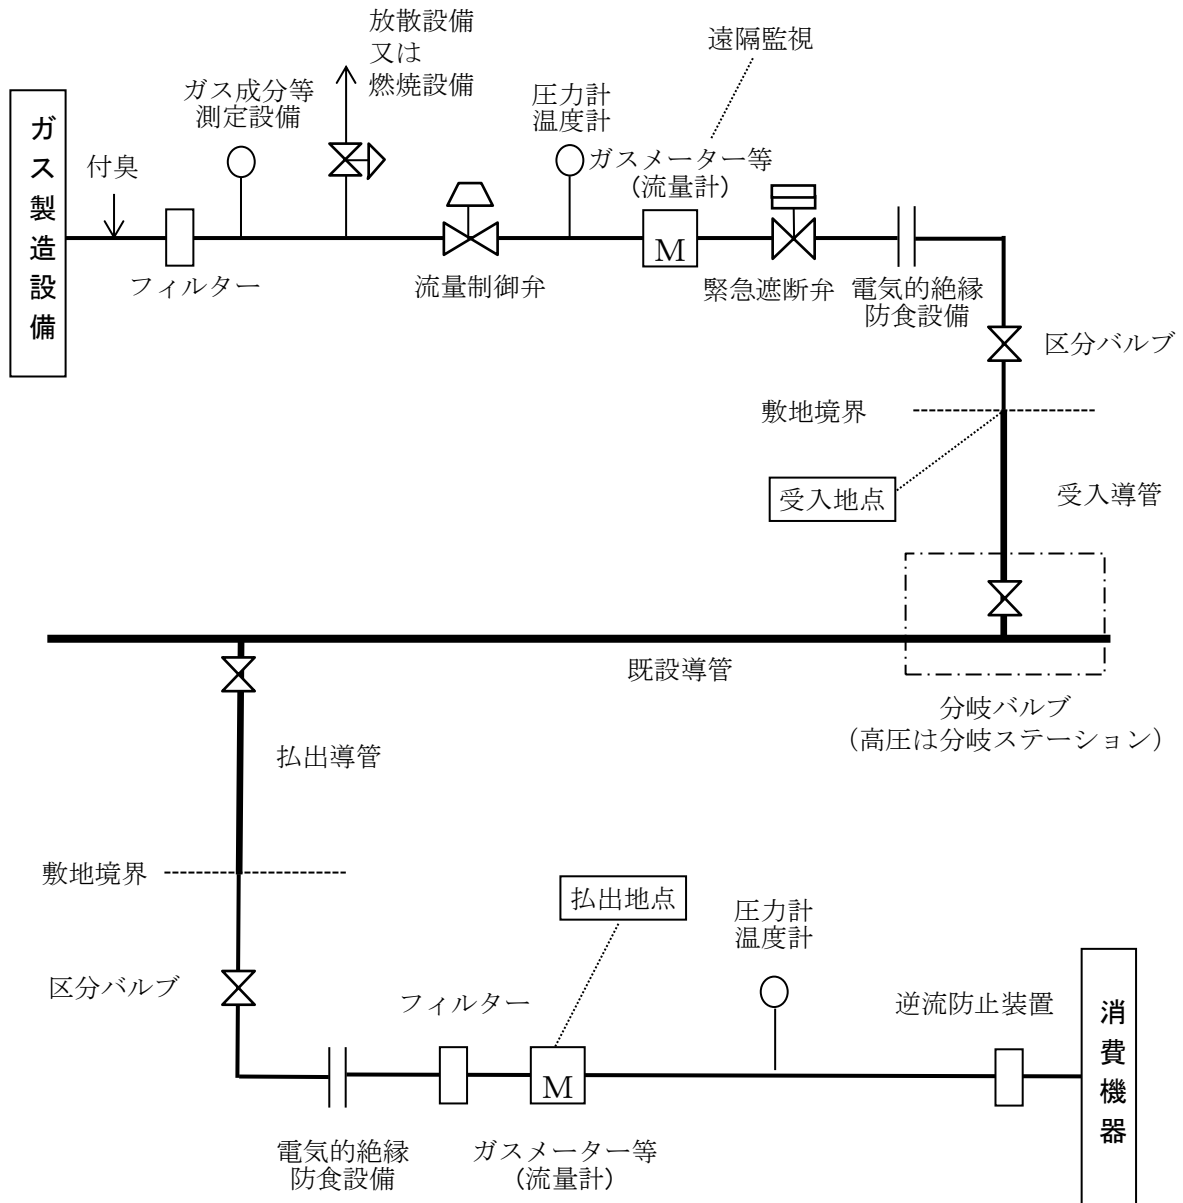 放散設備
又は
燃焼設備
遠隔監視
ガス成分等
測定設備
圧力計
温度計
ガス製造設備
付臭
ガスメーター等
(流量計)
M
フィルター
流量制御弁
緊急遮断弁
電気的絶縁
防食設備
区分バルブ
敷地境界
受入地点
受入導管
既設導管
分岐バルブ
(高圧は分岐ステーション)
払出導管
敷地境界
払出地点
圧力計
温度計
区分バルブ
フィルター
逆流防止装置
消費機器
M
電気的絶縁
防食設備
ガスメーター等
(流量計)